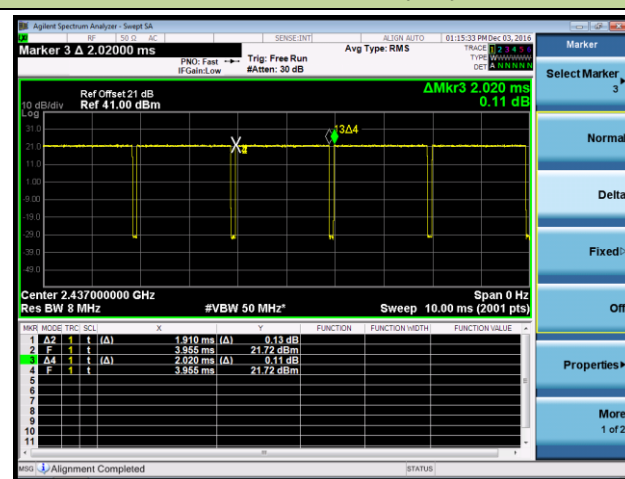 Agilent Spectrum Analyzer - Swept SA
RF 50 Ω AC SENSE:INT ALIGN AUTO 01:15:33 PM Dec 03, 2016
Marker 3 Δ 2.02000 ms
PNO: Fast
IFGain:Low
Trig: Free Run
#Atten: 30 dB
Avg Type: RMS
TRACE 1 2 3 4 5 6
TYPE WWWWWW
DET A N N N N N
Ref Offset 21 dB
10 dB/div Ref 41.00 dBm
Log
ΔMkr3 2.020 ms
0.11 dB
31.0
21.0
11.0
1.00
-9.00
-19.0
-29.0
-39.0
-49.0
3Δ4
Center 2.437000000 GHz Span 0 Hz
Res BW 8 MHz #VBW 50 MHz* Sweep 10.00 ms (2001 pts)
MKR MODE TRC SCL X Y FUNCTION FUNCTION WIDTH FUNCTION VALUE
1 Δ2 1 t (Δ) 1.910 ms (Δ) 0.13 dB
2 F 1 t 3.955 ms 21.72 dBm
3 Δ4 1 t (Δ) 2.020 ms (Δ) 0.11 dB
4 F 1 t 3.955 ms 21.72 dBm
5
6
7
8
9
10
11
MSG Alignment Completed STATUS
Marker
Select Marker
3
Normal
Delta
Fixed
Off
Properties
More
1 of 2